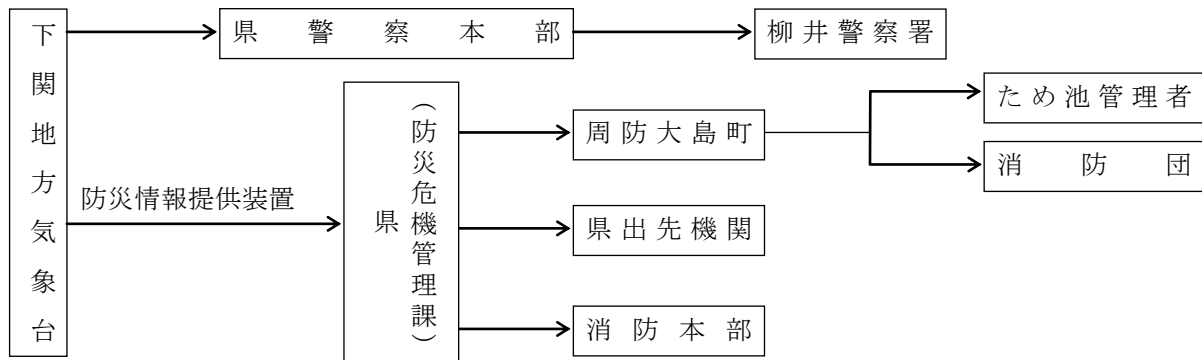 下関地方気象台
県警察本部
柳井警察署
防災情報提供装置
県
(防災危機管理課)
周防大島町
県出先機関
消防本部
ため池管理者
消防団